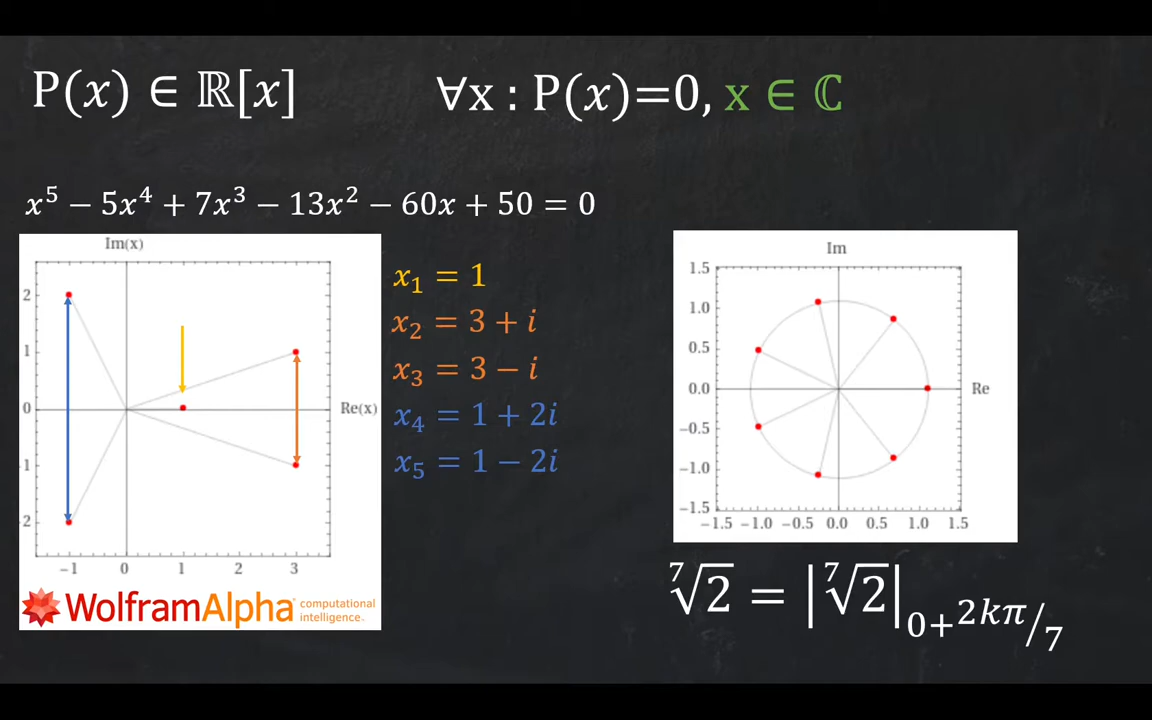 P(x) ∈ ℝ[x]
∀x : P(x)=0, x ∈ ℂ
x⁵ − 5x⁴ + 7x³ − 13x² − 60x + 50 = 0
Im(x)
2
1
0
1
2
−1 0 1 2 3
Re(x)
WolframAlpha computational intelligence.
x₁ = 1
x₂ = 3 + i
x₃ = 3 − i
x₄ = 1 + 2i
x₅ = 1 − 2i
Im
1.5
1.0
0.5
0.0
−0.5
−1.0
−1.5
−1.5 −1.0 −0.5 0.0 0.5 1.0 1.5
Re
⁷√2 = |⁷√2|₀₊2kπ/7